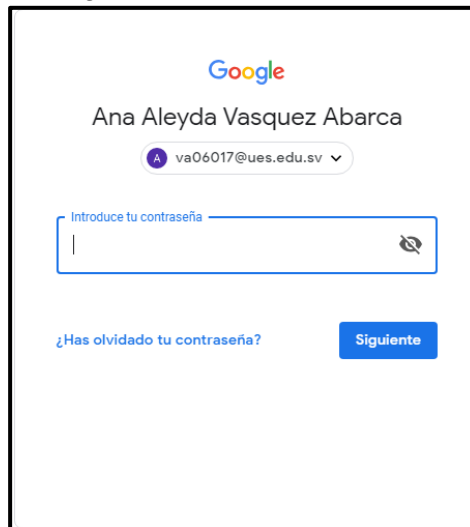 Google
Ana Aleyda Vasquez Abarca
A va06017@ues.edu.sv
Introduce tu contraseña
¿Has olvidado tu contraseña? Siguiente